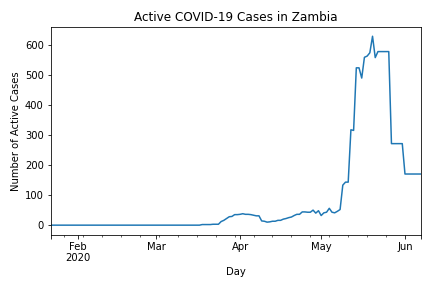 Active COVID-19 Cases in Zambia
Number of Active Cases
600
500
400
300
200
100
0
Feb
2020
Mar
Apr
May
Jun
Day